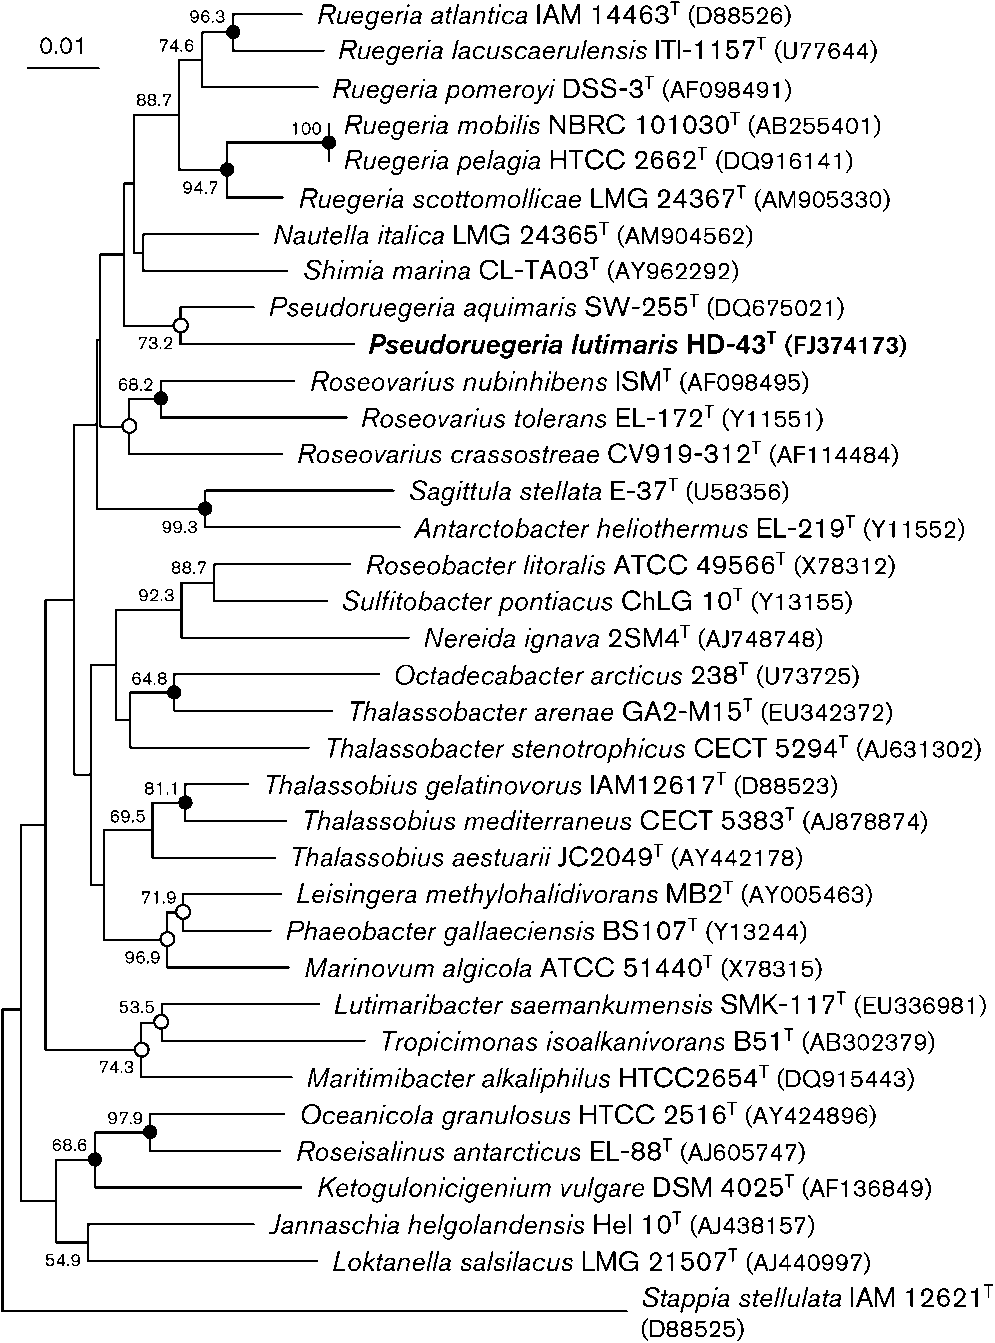 96.3
Ruegeria atlantica IAM 14463ᵀ (D88526)
0.01
74.6
Ruegeria lacuscaerulensis ITI-1157ᵀ (U77644)
Ruegeria pomeroyi DSS-3ᵀ (AF098491)
88.7
100
Ruegeria mobilis NBRC 101030ᵀ (AB255401)
Ruegeria pelagia HTCC 2662ᵀ (DQ916141)
94.7
Ruegeria scottomollicae LMG 24367ᵀ (AM905330)
Nautella italica LMG 24365ᵀ (AM904562)
Shimia marina CL-TA03ᵀ (AY962292)
Pseudoruegeria aquimaris SW-255ᵀ (DQ675021)
73.2
Pseudoruegeria lutimaris HD-43ᵀ (FJ374173)
68.2
Roseovarius nubinhibens ISMᵀ (AF098495)
Roseovarius tolerans EL-172ᵀ (Y11551)
Roseovarius crassostreae CV919-312ᵀ (AF114484)
Sagittula stellata E-37ᵀ (U58356)
99.3
Antarctobacter heliothermus EL-219ᵀ (Y11552)
88.7
Roseobacter litoralis ATCC 49566ᵀ (X78312)
92.3
Sulfitobacter pontiacus ChLG 10ᵀ (Y13155)
Nereida ignava 2SM4ᵀ (AJ748748)
64.8
Octadecabacter arcticus 238ᵀ (U73725)
Thalassobacter arenae GA2-M15ᵀ (EU342372)
Thalassobacter stenotrophicus CECT 5294ᵀ (AJ631302)
81.1
Thalassobius gelatinovorus IAM12617ᵀ (D88523)
69.5
Thalassobius mediterraneus CECT 5383ᵀ (AJ878874)
Thalassobius aestuarii JC2049ᵀ (AY442178)
71.9
Leisingera methylohalidivorans MB2ᵀ (AY005463)
Phaeobacter gallaeciensis BS107ᵀ (Y13244)
96.9
Marinovum algicola ATCC 51440ᵀ (X78315)
53.5
Lutimaribacter saemankumensis SMK-117ᵀ (EU336981)
Tropicimonas isoalkanivorans B51ᵀ (AB302379)
74.3
Maritimibacter alkaliphilus HTCC2654ᵀ (DQ915443)
97.9
Oceanicola granulosus HTCC 2516ᵀ (AY424896)
68.6
Roseisalinus antarcticus EL-88ᵀ (AJ605747)
Ketogulonicigenium vulgare DSM 4025ᵀ (AF136849)
Jannaschia helgolandensis Hel 10ᵀ (AJ438157)
54.9
Loktanella salsilacus LMG 21507ᵀ (AJ440997)
Stappia stellulata IAM 12621ᵀ
(D88525)